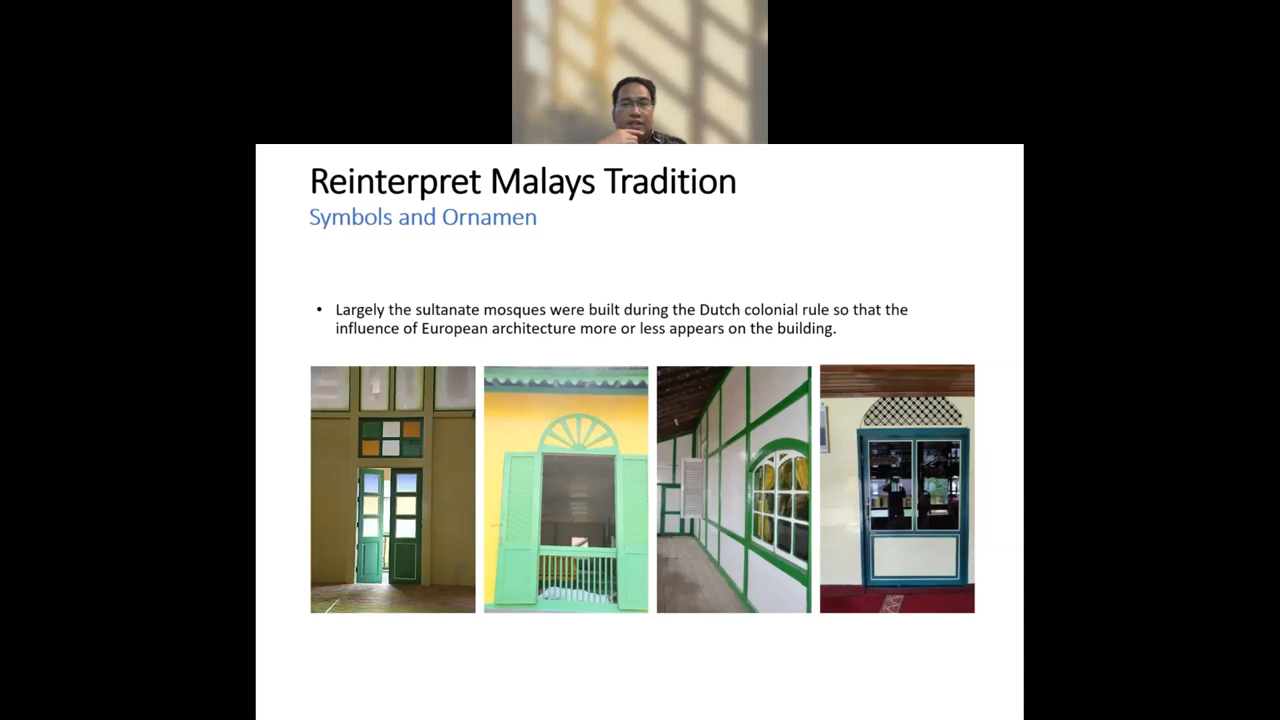 Reinterpret Malays Tradition
Symbols and Ornamen
• Largely the sultanate mosques were built during the Dutch colonial rule so that the
influence of European architecture more or less appears on the building.